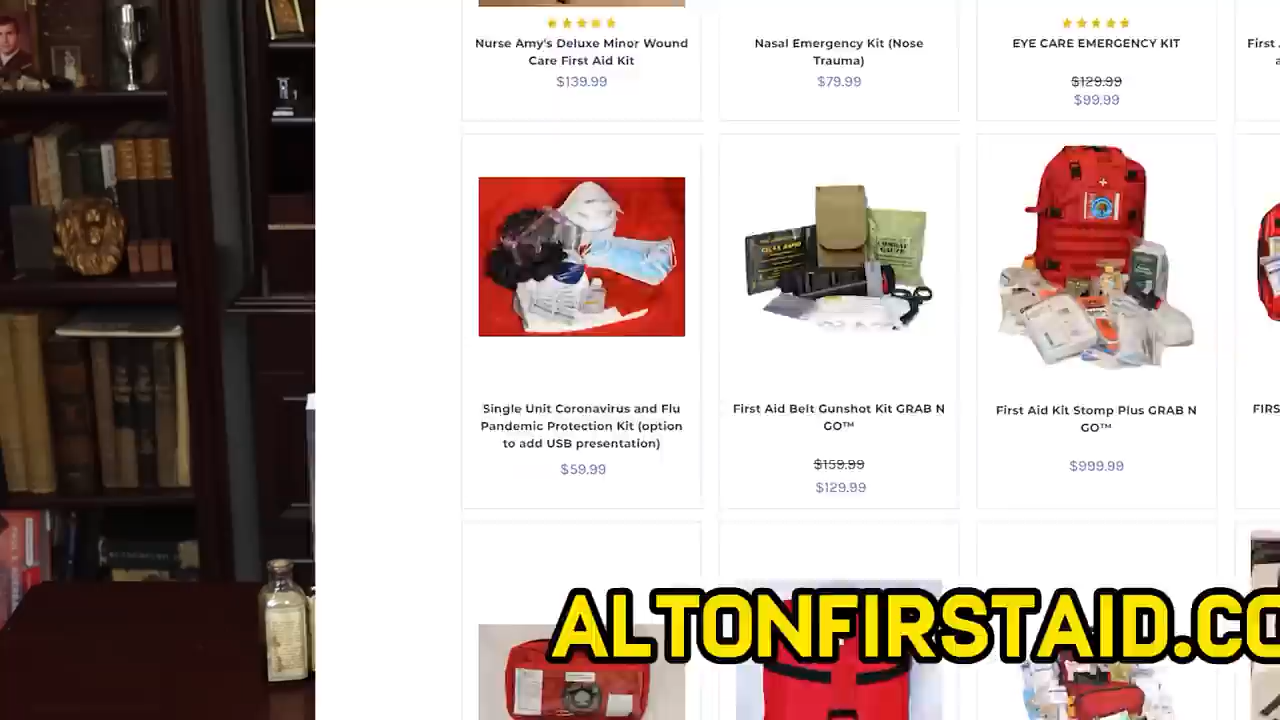 Nurse Amy's Deluxe Minor Wound
Care First Aid Kit
$139.99
Nasal Emergency Kit (Nose
Trauma)
$79.99
EYE CARE EMERGENCY KIT
$129.99
$99.99
First
a
Single Unit Coronavirus and Flu
Pandemic Protection Kit (option
to add USB presentation)
$59.99
First Aid Belt Gunshot Kit GRAB N
GO™
$159.99
$129.99
First Aid Kit Stomp Plus GRAB N
GO™
$999.99
FIRS
ALTONFIRSTAID.CO